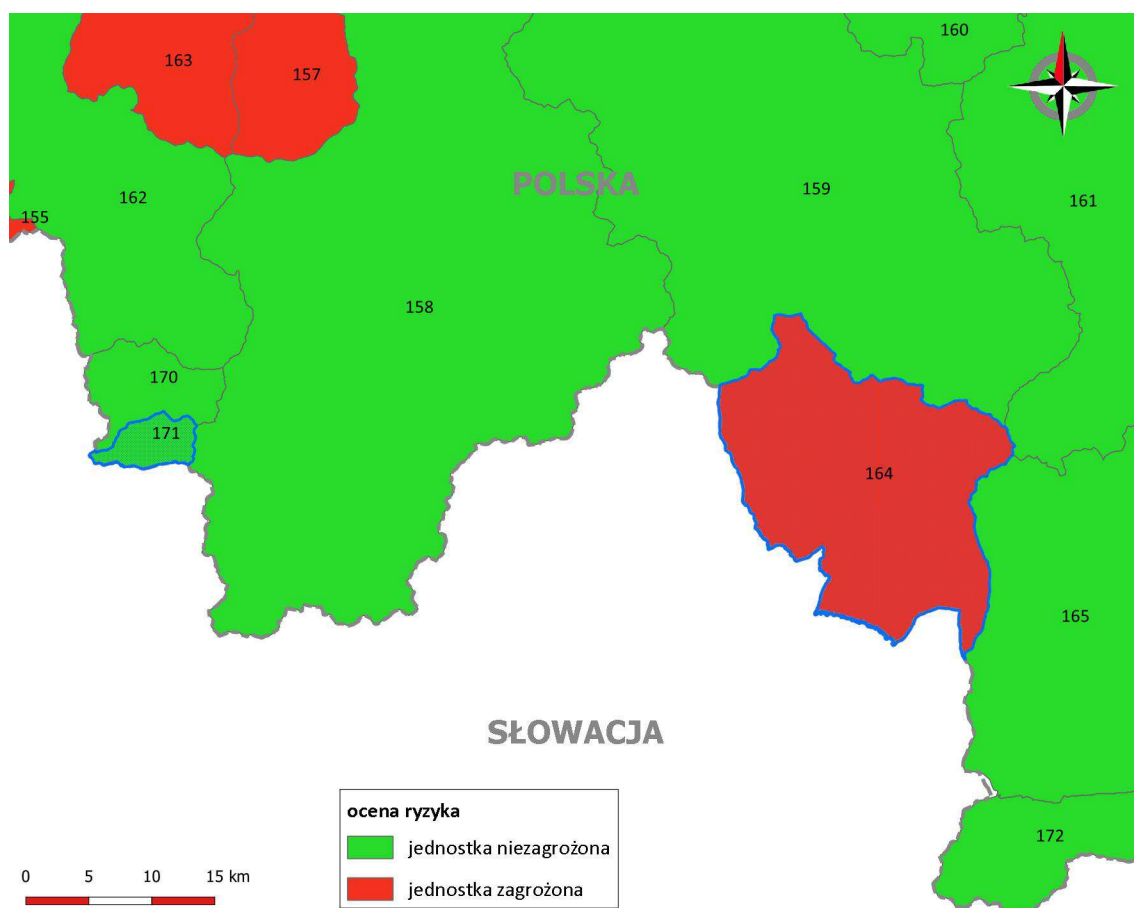 160
163
157
POLSKA
159
162
161
155
158
170
171
164
165
SŁOWACJA
172
ocena ryzyka
jednostka niezagrożona
jednostka zagrożona
0 5 10 15 km